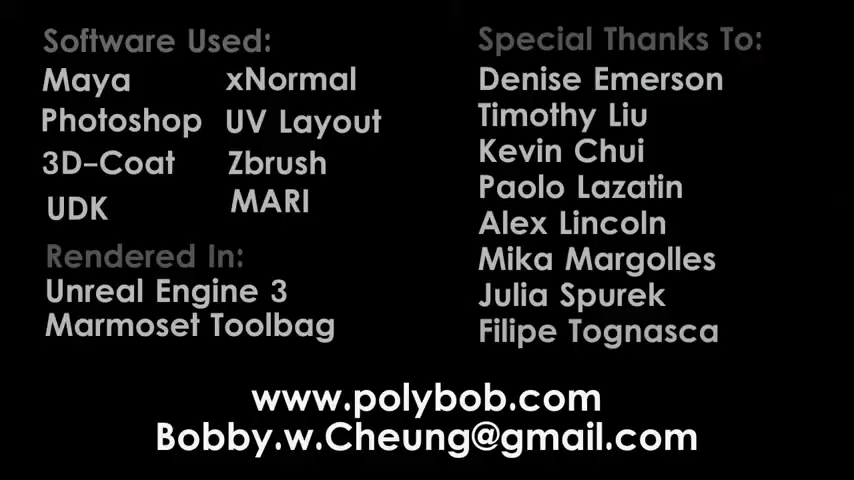 Software Used:
Maya xNormal
Photoshop UV Layout
3D-Coat Zbrush
UDK MARI
Rendered In:
Unreal Engine 3
Marmoset Toolbag
Special Thanks To:
Denise Emerson
Timothy Liu
Kevin Chui
Paolo Lazatin
Alex Lincoln
Mika Margolles
Julia Spurek
Filipe Tognasca
www.polybob.com
Bobby.w.Cheung@gmail.com